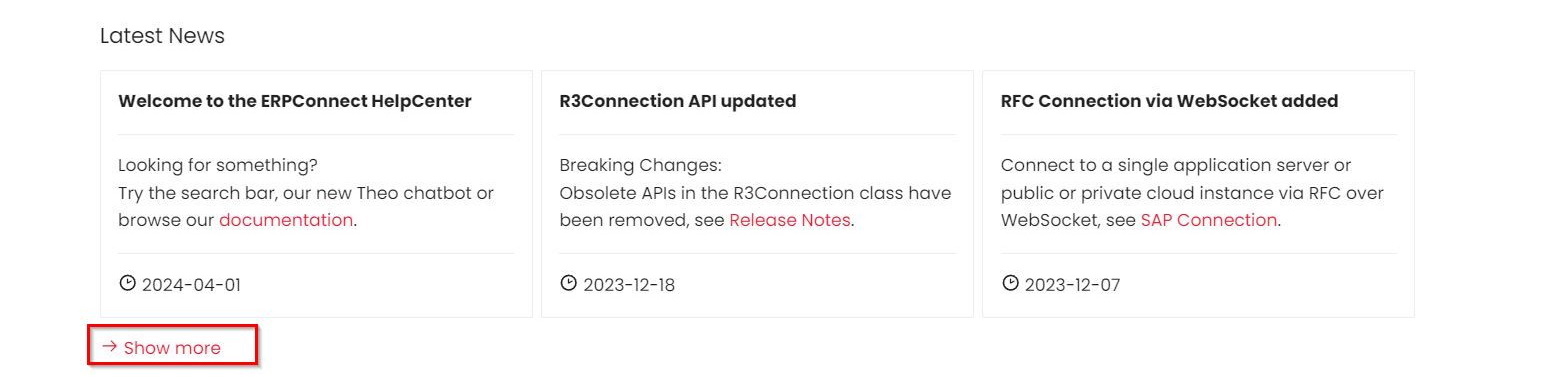 Latest News
Welcome to the ERPConnect HelpCenter
Looking for something?
Try the search bar, our new Theo chatbot or
browse our documentation.
2024-04-01
R3Connection API updated
Breaking Changes:
Obsolete APIs in the R3Connection class have
been removed, see Release Notes.
2023-12-18
RFC Connection via WebSocket added
Connect to a single application server or
public or private cloud instance via RFC over
WebSocket, see SAP Connection.
2023-12-07
→ Show more